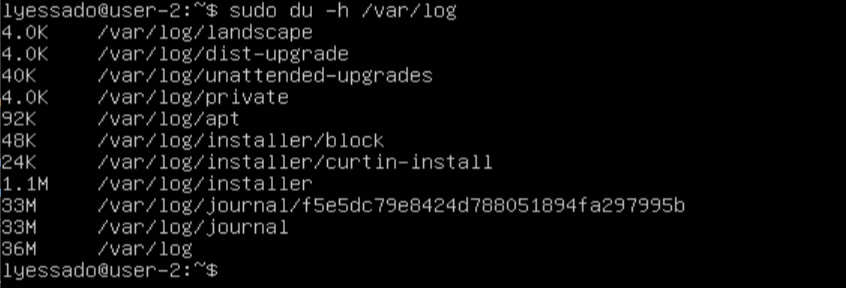 lyessado@user-2:~$ sudo du -h /var/log
4.0K    /var/log/landscape
4.0K    /var/log/dist-upgrade
40K     /var/log/unattended-upgrades
4.0K    /var/log/private
92K     /var/log/apt
48K     /var/log/installer/block
24K     /var/log/installer/curtin-install
1.1M    /var/log/installer
33M     /var/log/journal/f5e5dc79e8424d788051894fa297995b
33M     /var/log/journal
36M     /var/log
lyessado@user-2:~$